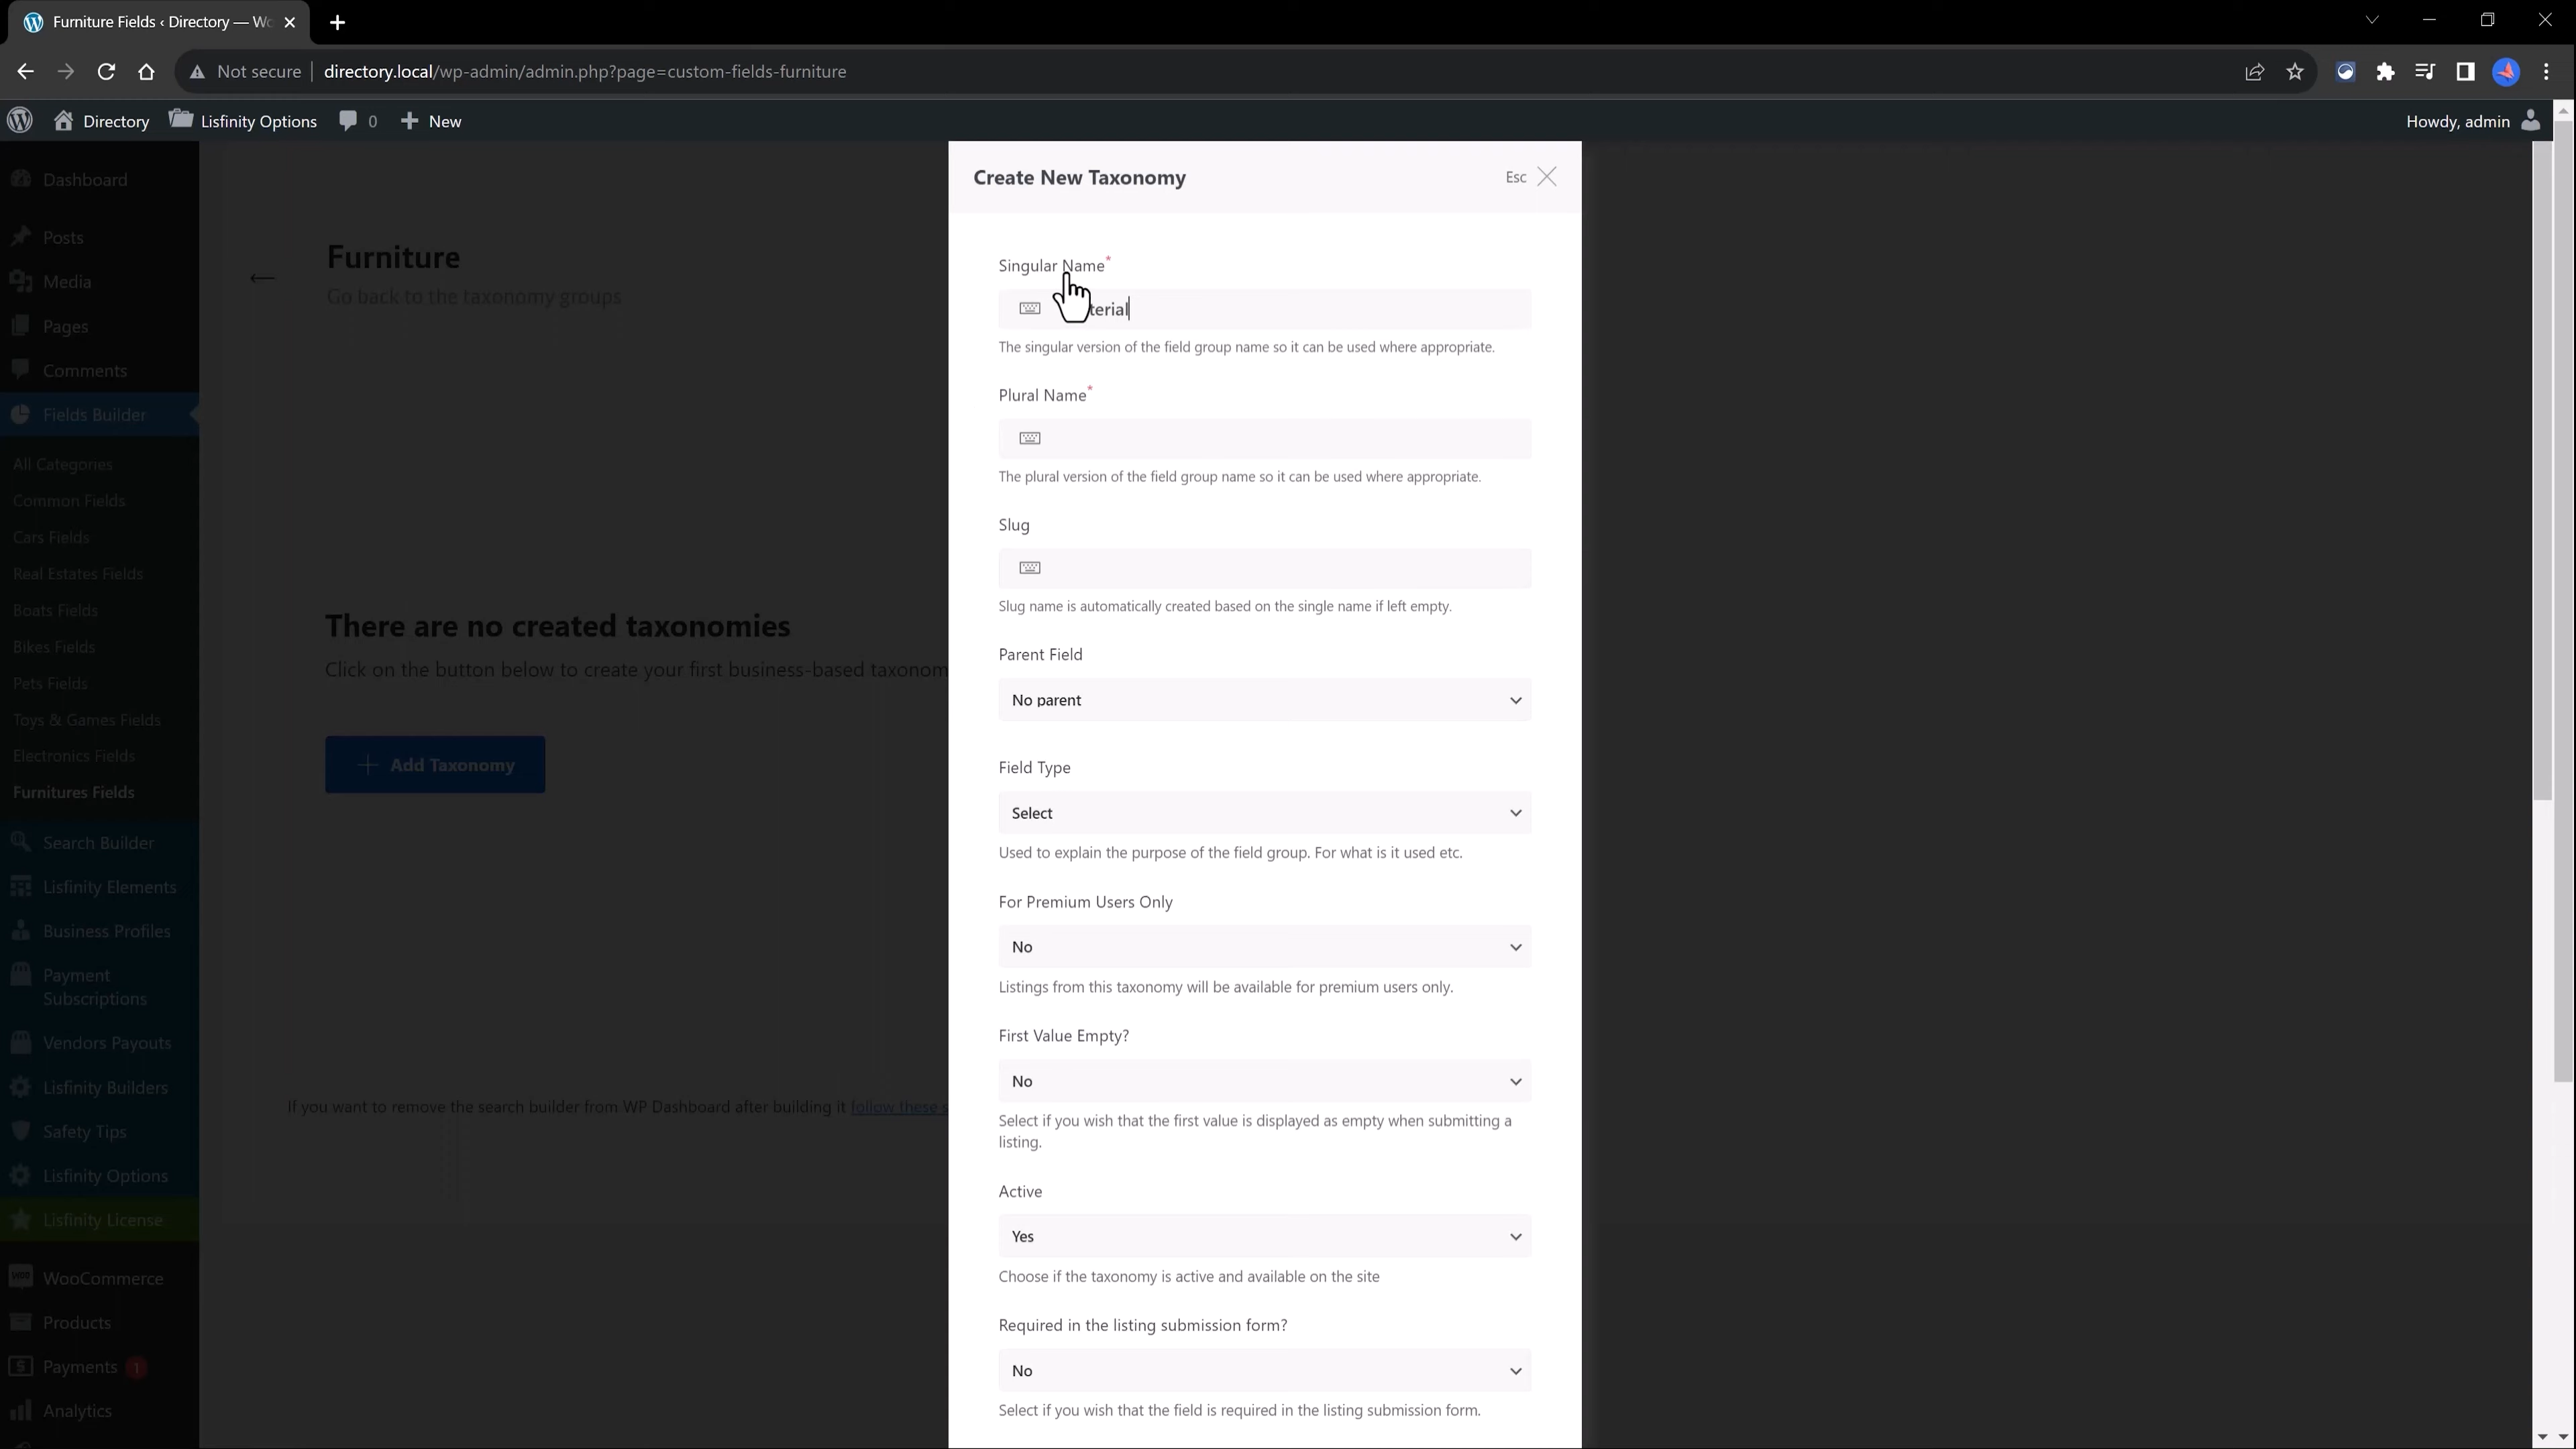 Furniture Fields ‹ Directory — Wo
Not secure
directory.local/wp-admin/admin.php?page=custom-fields-furniture
Directory
Lisfinity Options
0
New
Howdy, admin
Dashboard
Posts
Media
Pages
Comments
Fields Builder
All Categories
Common Fields
Cars Fields
Real Estates Fields
Boats Fields
Bikes Fields
Pets Fields
Toys & Games Fields
Electronics Fields
Furnitures Fields
Search Builder
Lisfinity Elements
Business Profiles
Payment
Subscriptions
Vendors Payouts
Lisfinity Builders
Safety Tips
Lisfinity Options
Lisfinity License
WooCommerce
Products
Payments 1
Analytics
Furniture
Go back to the taxonomy groups
There are no created taxonomies
Click on the button below to create your first business-based taxonom
Add Taxonomy
If you want to remove the search builder from WP Dashboard after building it follow these s
Create New Taxonomy
Esc
Singular Name*
terial
The singular version of the field group name so it can be used where appropriate.
Plural Name*
The plural version of the field group name so it can be used where appropriate.
Slug
Slug name is automatically created based on the single name if left empty.
Parent Field
No parent
Field Type
Select
Used to explain the purpose of the field group. For what is it used etc.
For Premium Users Only
No
Listings from this taxonomy will be available for premium users only.
First Value Empty?
No
Select if you wish that the first value is displayed as empty when submitting a
listing.
Active
Yes
Choose if the taxonomy is active and available on the site
Required in the listing submission form?
No
Select if you wish that the field is required in the listing submission form.